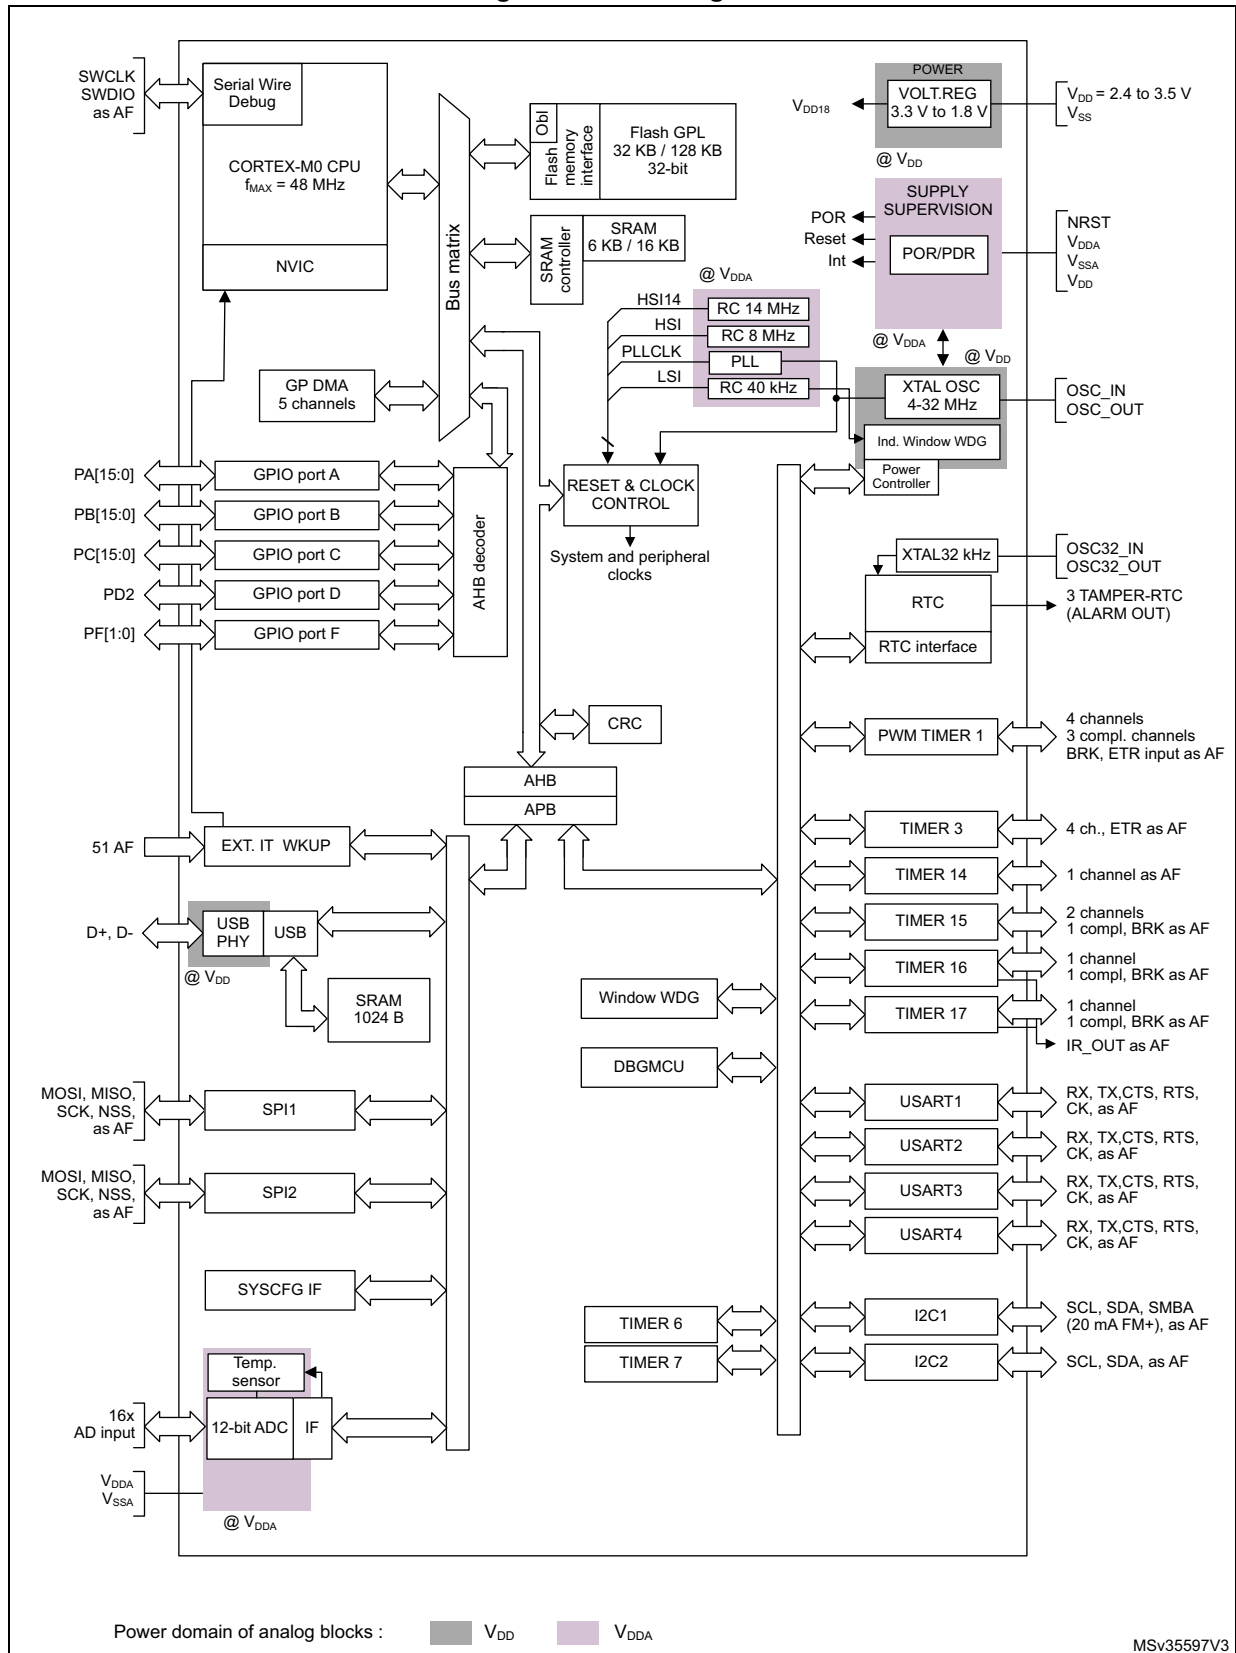 SWCLK
SWDIO
as AF
Serial Wire
Debug
CORTEX-M0 CPU
fMAX = 48 MHz
NVIC
Bus matrix
Obl
Flash
memory
interface
Flash GPL
32 KB / 128 KB
32-bit
SRAM
controller
SRAM
6 KB / 16 KB
POWER
VOLT.REG
3.3 V to 1.8 V
VDD18
VDD = 2.4 to 3.5 V
VSS
@ VDD
SUPPLY
SUPERVISION
POR/PDR
POR
Reset
Int
NRST
VDDA
VSSA
VDD
@ VDDA
@ VDD
@ VDDA
HSI14
HSI
PLLCLK
LSI
RC 14 MHz
RC 8 MHz
PLL
RC 40 kHz
XTAL OSC
4-32 MHz
OSC_IN
OSC_OUT
Ind. Window WDG
Power
Controller
GP DMA
5 channels
RESET & CLOCK
CONTROL
System and peripheral
clocks
PA[15:0]
GPIO port A
PB[15:0]
GPIO port B
PC[15:0]
GPIO port C
PD2
GPIO port D
PF[1:0]
GPIO port F
AHB decoder
XTAL32 kHz
OSC32_IN
OSC32_OUT
RTC
3 TAMPER-RTC
(ALARM OUT)
RTC interface
CRC
AHB
APB
PWM TIMER 1
4 channels
3 compl. channels
BRK, ETR input as AF
51 AF
EXT. IT WKUP
TIMER 3
4 ch., ETR as AF
TIMER 14
1 channel as AF
D+, D-
USB
PHY
USB
@ VDD
SRAM
1024 B
TIMER 15
2 channels
1 compl, BRK as AF
TIMER 16
1 channel
1 compl, BRK as AF
Window WDG
TIMER 17
1 channel
1 compl, BRK as AF
IR_OUT as AF
DBGMCU
MOSI, MISO,
SCK, NSS,
as AF
SPI1
USART1
RX, TX,CTS, RTS,
CK, as AF
USART2
RX, TX,CTS, RTS,
CK, as AF
MOSI, MISO,
SCK, NSS,
as AF
SPI2
USART3
RX, TX,CTS, RTS,
CK, as AF
USART4
RX, TX,CTS, RTS,
CK, as AF
SYSCFG IF
TIMER 6
TIMER 7
I2C1
SCL, SDA, SMBA
(20 mA FM+), as AF
I2C2
SCL, SDA, as AF
Temp.
sensor
16x
AD input
12-bit ADC
IF
VDDA
VSSA
@ VDDA
Power domain of analog blocks :
VDD
VDDA
MSv35597V3